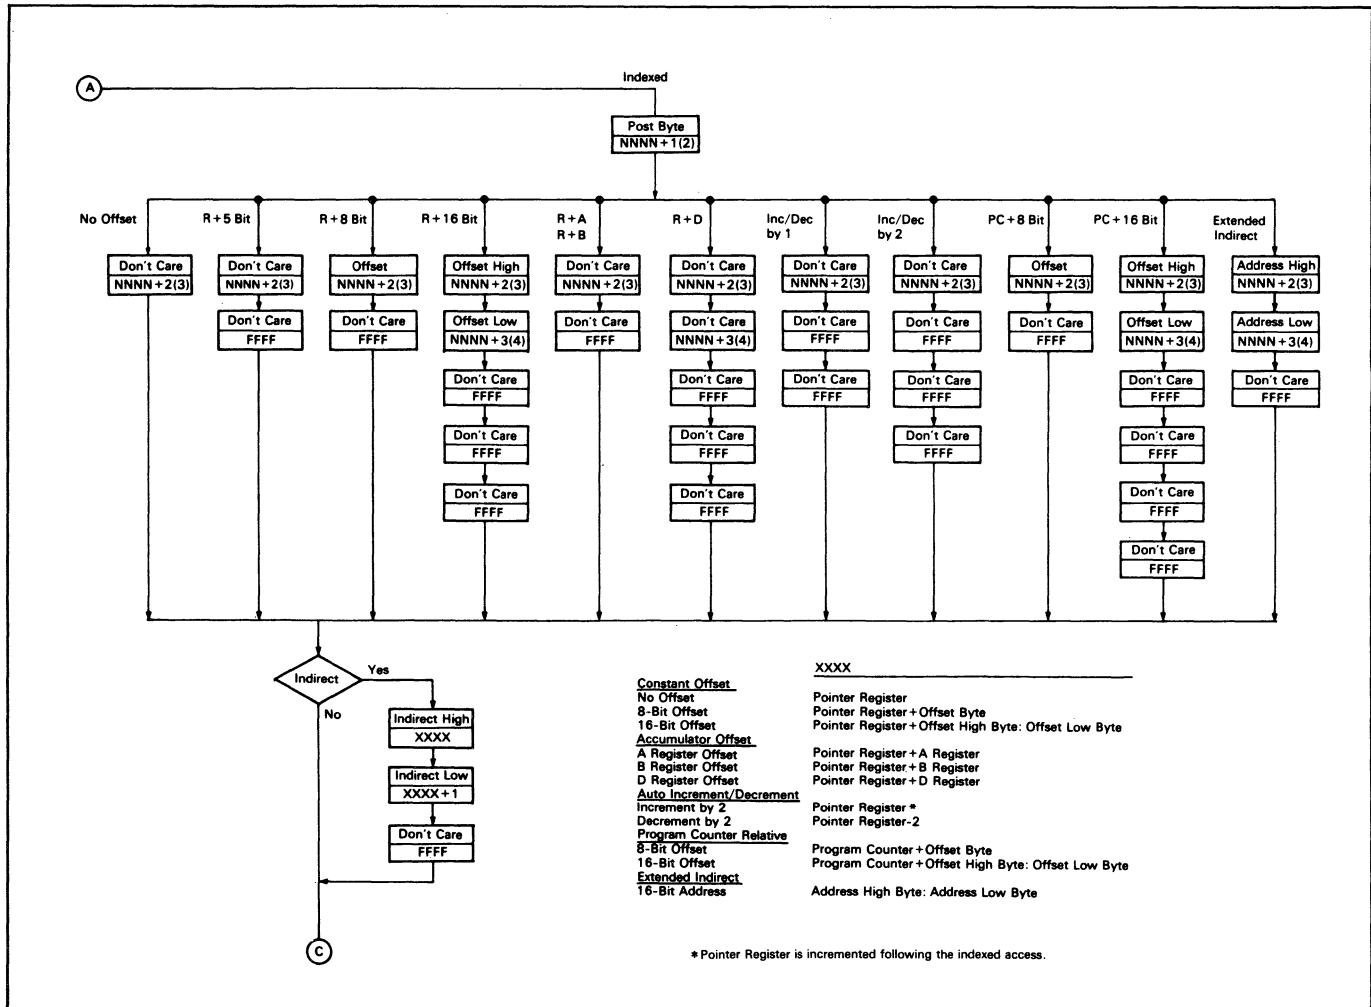 Indexed
A
Post Byte
NNNN+1(2)
No Offset
Don't Care
NNNN+2(3)
R+5 Bit
Don't Care
NNNN+2(3)
Don't Care
FFFF
R+8 Bit
Offset
NNNN+2(3)
Don't Care
FFFF
R+16 Bit
Offset High
NNNN+2(3)
Offset Low
NNNN+3(4)
Don't Care
FFFF
Don't Care
FFFF
Don't Care
FFFF
R+A
R+B
Don't Care
NNNN+2(3)
Don't Care
FFFF
R+D
Don't Care
NNNN+2(3)
Don't Care
NNNN+3(4)
Don't Care
FFFF
Don't Care
FFFF
Don't Care
FFFF
Inc/Dec
by 1
Don't Care
NNNN+2(3)
Don't Care
FFFF
Don't Care
FFFF
Inc/Dec
by 2
Don't Care
NNNN+2(3)
Don't Care
FFFF
Don't Care
FFFF
Don't Care
FFFF
PC+8 Bit
Offset
NNNN+2(3)
Don't Care
FFFF
PC+16 Bit
Offset High
NNNN+2(3)
Offset Low
NNNN+3(4)
Don't Care
FFFF
Don't Care
FFFF
Don't Care
FFFF
Don't Care
FFFF
Extended
Indirect
Address High
NNNN+2(3)
Address Low
NNNN+3(4)
Don't Care
FFFF
Indirect
Yes
No
Indirect High
XXXX
Indirect Low
XXXX+1
Don't Care
FFFF
C
XXXX
Constant Offset
No Offset Pointer Register
8-Bit Offset Pointer Register+Offset Byte
16-Bit Offset Pointer Register+Offset High Byte: Offset Low Byte
Accumulator Offset
A Register Offset Pointer Register+A Register
B Register Offset Pointer Register+B Register
D Register Offset Pointer Register+D Register
Auto Increment/Decrement
Increment by 2 Pointer Register*
Decrement by 2 Pointer Register-2
Program Counter Relative
8-Bit Offset Program Counter+Offset Byte
16-Bit Offset Program Counter+Offset High Byte: Offset Low Byte
Extended Indirect
16-Bit Address Address High Byte: Address Low Byte
*Pointer Register is incremented following the indexed access.